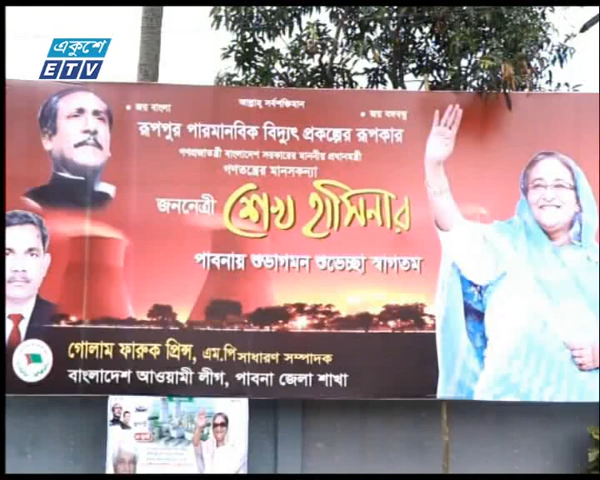 একুশে
ETV
জয় বাংলা
আল্লাহু সর্বশক্তিমান
জয় বঙ্গবন্ধু
রূপপুর পারমানবিক বিদ্যুৎ প্রকল্পের রূপকার
গণপ্রজাতন্ত্রী বাংলাদেশ সরকারের মাননীয় প্রধানমন্ত্রী
গণতন্ত্রের মানসকন্যা
জননেত্রী শেখ হাসিনার
পাবনায় শুভাগমন শুভেচ্ছা স্বাগতম
গোলাম ফারুক প্রিন্স, এম.পি সাধারণ সম্পাদক
বাংলাদেশ আওয়ামী লীগ, পাবনা জেলা শাখা